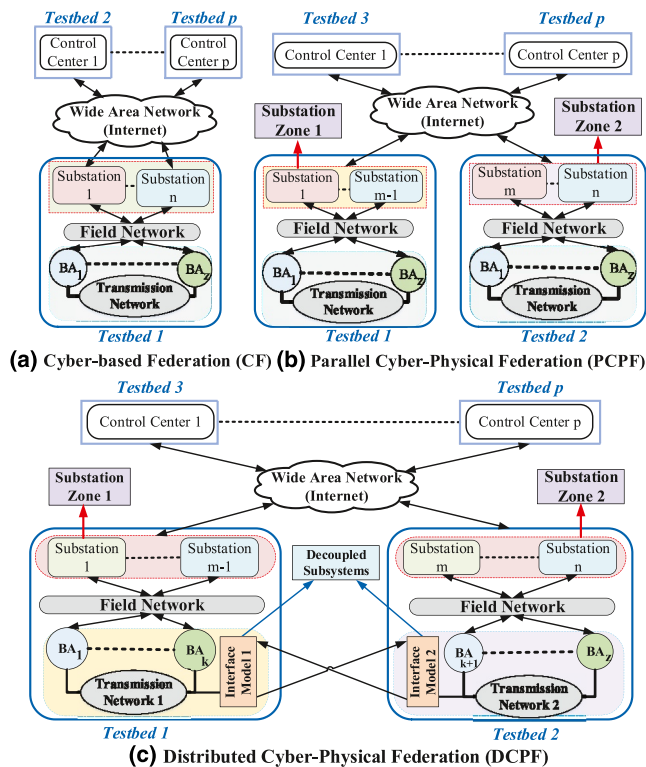 Testbed 2
Testbed p
Control
Center 1
Control
Center p
Wide Area Network
(Internet)
Substation
1
Substation
n
Field Network
BA1
BAz
Transmission
Network
Testbed 1
(a) Cyber-based Federation (CF)
Testbed 3
Testbed p
Control Center 1
Control Center p
Wide Area Network
(Internet)
Substation
Zone 1
Substation
Zone 2
Substation
1
Substation
m-1
Field Network
BA1
BAz
Transmission
Network
Testbed 1
Substation
m
Substation
n
Field Network
BA1
BAz
Transmission
Network
Testbed 2
(b) Parallel Cyber–Physical Federation (PCPF)
Testbed 3
Testbed p
Control Center 1
Control Center p
Wide Area Network
(Internet)
Substation
Zone 1
Substation
Zone 2
Substation
1
Substation
m-1
Decoupled
Subsystems
Substation
m
Substation
n
Field Network
Field Network
BA1
BAk
Interface
Model 1
Interface
Model 2
BA
k+1
BAz
Transmission
Network 1
Transmission
Network 2
Testbed 1
Testbed 2
(c) Distributed Cyber–Physical Federation (DCPF)